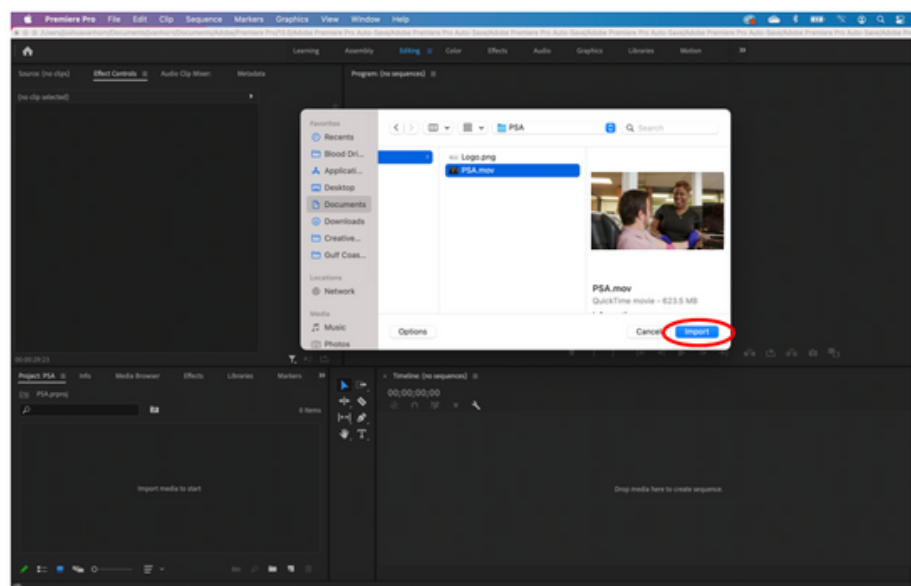 Premiere Pro File Edit Clip Sequence Markers Graphics View Window Help
Learning Assembly Editing Color Effects Audio Graphics Libraries Motion
Source: (no clips) Effect Controls Audio Clip Mixer: Metadata
Program: (no sequences)
(no clip selected)
Favorites
Recents
Blood Dri...
Applicati...
Desktop
Documents
Downloads
Creative...
Gulf Coas...
Locations
Network
Media
Music
Photos
PSA
Search
Logo.png
PSA.mov
PSA.mov
QuickTime movie - 623.5 MB
Options
Cancel
Import
00:00:29:23
Project: PSA Info Media Browser Effects Libraries Markers
PSA.prproj
Import media to start
Timeline: (no sequences)
00;00;00;00
Drop media here to create sequence.